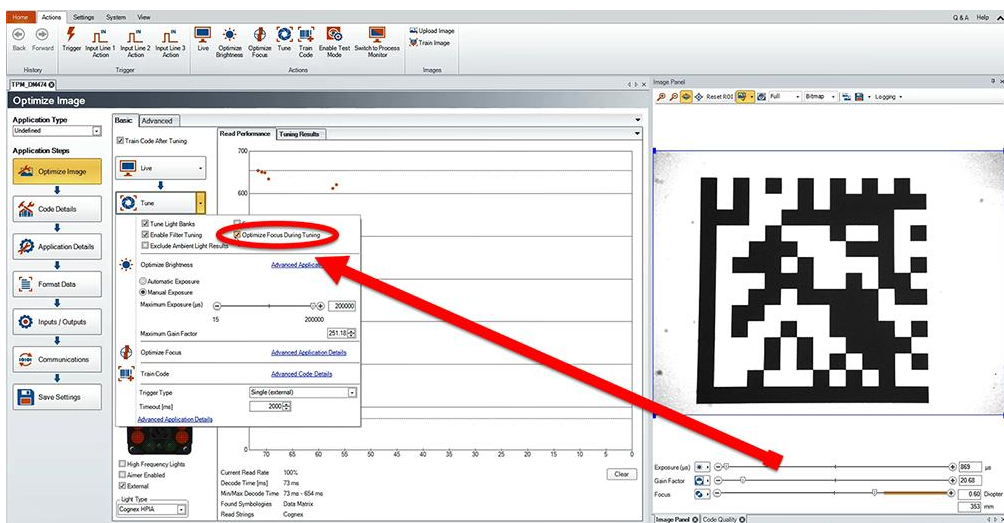 Home Actions Settings System View Q & A Help
Back Forward Trigger Input Line 1 Action Input Line 2 Action Input Line 3 Action Live Optimize Brightness Optimize Focus Tune Train Code Enable Test Mode Switch to Process Monitor Upload Image
Train Image
History Trigger Actions Images
TPM_DM474 Image Panel
Optimize Image
Reset ROI Full Bitmap Logging
Application Type
Undefined
Application Steps
Optimize Image
Code Details
Application Details
Format Data
Inputs / Outputs
Communications
Save Settings
Basic Advanced
Train Code After Tuning
Live
Tune
Read Performance Tuning Results
700
600
Tune Light Banks
Enable Filter Tuning Optimize Focus During Tuning
Exclude Ambient Light Results
Optimize Brightness Advanced Applicati
Automatic Exposure
Manual Exposure
Maximum Exposure (µs) 200000
15 200000
Maximum Gain Factor 251.18
Optimize Focus Advanced Application Details
Train Code Advanced Code Details
Trigger Type Single (external)
Timeout [ms] 2000
Advanced Application Details
0
70 65 60 55 50 45 40 35 30 25 20 15 10 5 0
High Frequency Lights
Aimer Enabled
External
Light Type
Cognex HPIA
Current Read Rate 100%
Decode Time [ms] 73 ms
Min/Max Decode Time 73 ms - 654 ms
Found Symbologies Data Matrix
Read Strings Cognex
Clear
Exposure (µs) 869 µs
Gain Factor 20.68
Focus 0.60 Diopter
353 mm
Image Panel Code Quality